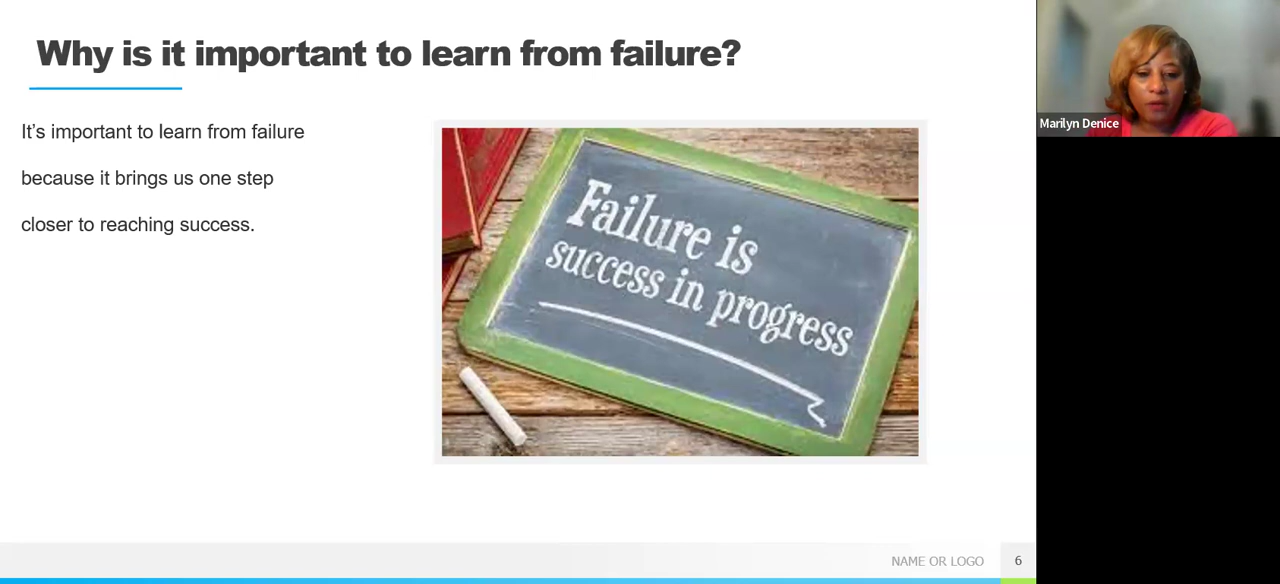 Why is it important to learn from failure?
It’s important to learn from failure
because it brings us one step
closer to reaching success.
Failure is
success in progress
Marilyn Denice
NAME OR LOGO
6